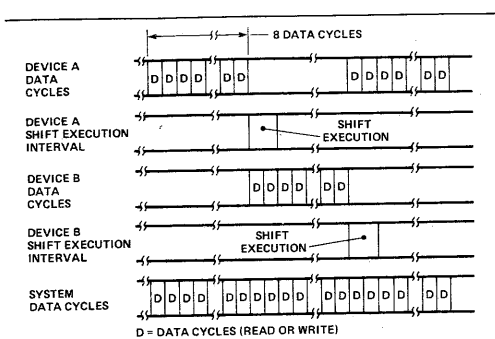 8 DATA CYCLES
DEVICE A
DATA
CYCLES
D D D D D D D D D D D D
DEVICE A
SHIFT EXECUTION
INTERVAL
SHIFT
EXECUTION
DEVICE B
DATA
CYCLES
D D D D D D
DEVICE B
SHIFT EXECUTION
INTERVAL
SHIFT
EXECUTION
SYSTEM
DATA CYCLES
D D D D D D D D D D D D D D D D D D
D = DATA CYCLES (READ OR WRITE)